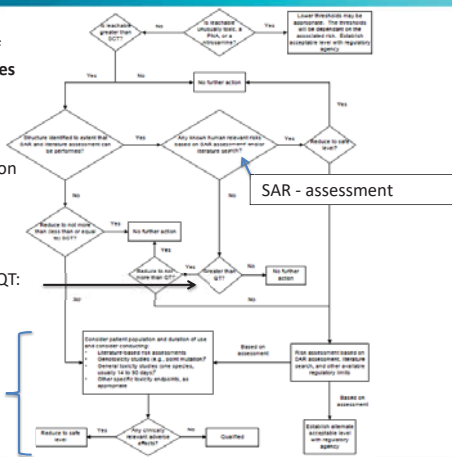 Is leachable
greater than
SCT?
No
Is leachable
unusually toxic, a
PNA, or a
nitrosamine?
Yes
Lower thresholds may be
appropriate. The thresholds
will be dependant on the
associated risk. Establish
acceptable level with regulatory
agency
es
Yes
No
No further action
Yes
Structure identified to extent that
SAR and literature assessment can
be performed?
Yes
Any known human relevant risks
based on SAR assessment and/or
literature search?
Yes
Reduce to safe
level?
on
SAR - assessment
No
No
No
Reduce to not more
than (less than or equal
to) SCT?
Yes
No further
action
Yes
QT:
Reduce to not
more than QT?
Yes
Greater than
QT?
No
No further
action
No
No
Consider patient population and duration of use
and consider conducting:
• Literature-based risk assessments
• Genotoxicity studies (e.g., point mutation)
• General toxicity studies (one species,
usually 14 to 90 days)
• Other specific toxicity endpoints, as
appropriate
Based on
assessment
Risk assessment based on
SAR assessment, literature
search, and other available
regulatory limits
Based on
assessment
Reduce to safe
level
Yes
Any clinically
relevant adverse
effects?
No
Qualified
Establish alternate
acceptable level
with regulatory
agency